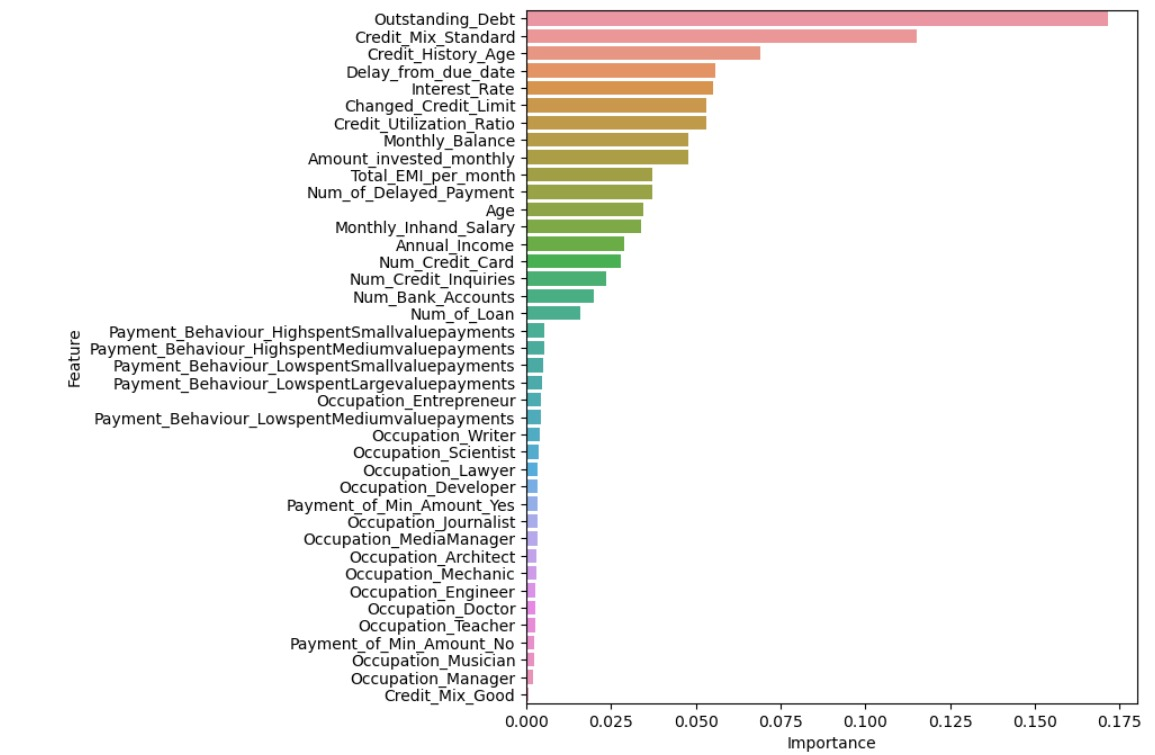 Outstanding_Debt
Credit_Mix_Standard
Credit_History_Age
Delay_from_due_date
Interest_Rate
Changed_Credit_Limit
Credit_Utilization_Ratio
Monthly_Balance
Amount_invested_monthly
Total_EMI_per_month
Num_of_Delayed_Payment
Age
Monthly_Inhand_Salary
Annual_Income
Num_Credit_Card
Num_Credit_Inquiries
Num_Bank_Accounts
Num_of_Loan
Payment_Behaviour_HighspentSmallvaluepayments
Payment_Behaviour_HighspentMediumvaluepayments
Payment_Behaviour_LowspentSmallvaluepayments
Payment_Behaviour_LowspentLargevaluepayments
Occupation_Entrepreneur
Payment_Behaviour_LowspentMediumvaluepayments
Occupation_Writer
Occupation_Scientist
Occupation_Lawyer
Occupation_Developer
Payment_of_Min_Amount_Yes
Occupation_Journalist
Occupation_MediaManager
Occupation_Architect
Occupation_Mechanic
Occupation_Engineer
Occupation_Doctor
Occupation_Teacher
Payment_of_Min_Amount_No
Occupation_Musician
Occupation_Manager
Credit_Mix_Good
Feature
0.000 0.025 0.050 0.075 0.100 0.125 0.150 0.175
Importance